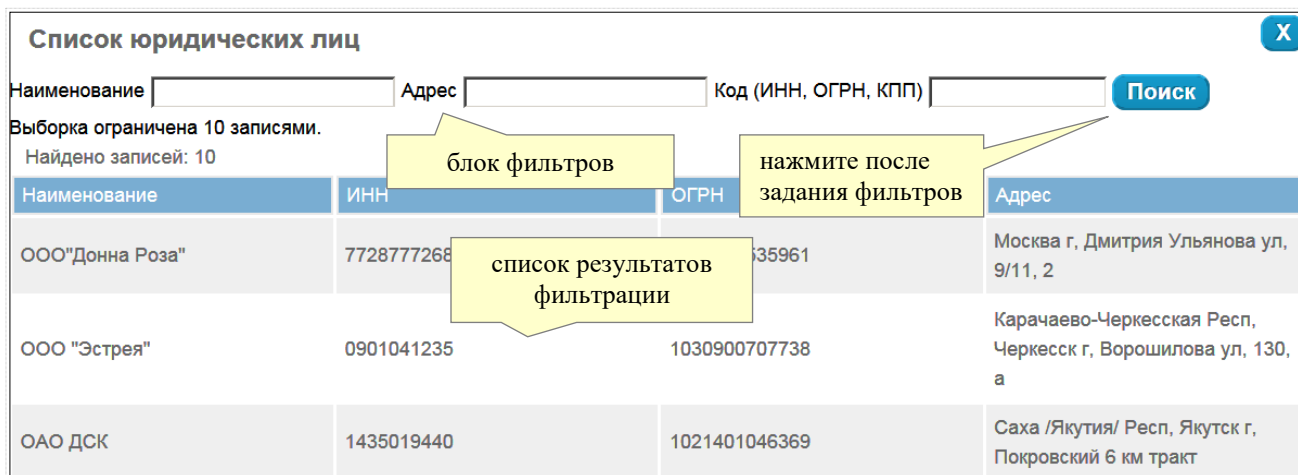 Список юридических лиц
X
Наименование Адрес Код (ИНН, ОГРН, КПП) Поиск
Выборка ограничена 10 записями.
Найдено записей: 10
блок фильтров
нажмите после
задания фильтров
Наименование ИНН ОГРН Адрес
ООО"Донна Роза" 7728777268 35961 Москва г, Дмитрия Ульянова ул,
9/11, 2
список результатов
фильтрации
ООО "Эстрея" 0901041235 1030900707738 Карачаево-Черкесская Респ,
Черкесск г, Ворошилова ул, 130,
а
ОАО ДСК 1435019440 1021401046369 Саха /Якутия/ Респ, Якутск г,
Покровский 6 км тракт